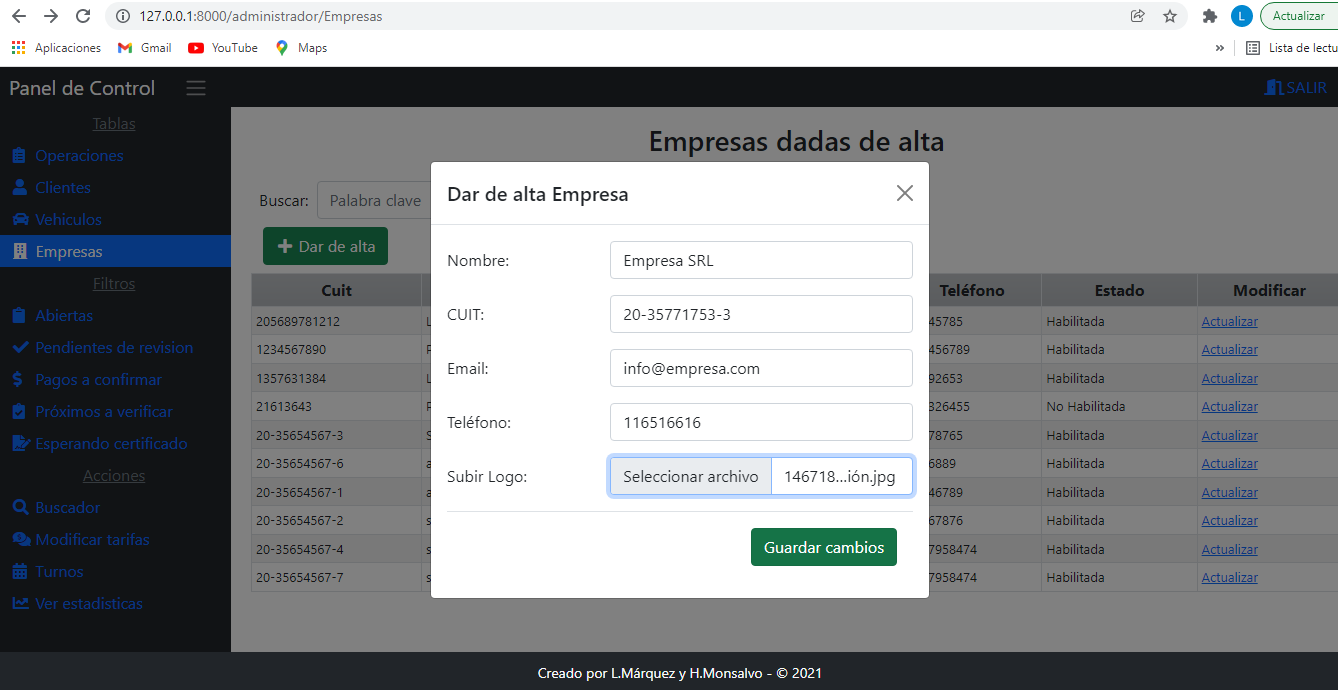 127.0.0.1:8000/administrador/Empresas
L
Actualizar
Aplicaciones
Gmail
YouTube
Maps
»
Lista de lectu
Panel de Control
SALIR
Tablas
Operaciones
Clientes
Vehiculos
Empresas
Filtros
Abiertas
Pendientes de revision
Pagos a confirmar
Próximos a verificar
Esperando certificado
Acciones
Buscador
Modificar tarifas
Turnos
Ver estadisticas
Empresas dadas de alta
Buscar: Palabra clave
Dar de alta
Dar de alta Empresa
Nombre: Empresa SRL
CUIT: 20-35771753-3
Email: info@empresa.com
Teléfono: 116516616
Subir Logo: Seleccionar archivo 146718...ión.jpg
Guardar cambios
Cuit Teléfono Estado Modificar
205689781212 45785 Habilitada Actualizar
1234567890 456789 Habilitada Actualizar
1357631384 92653 Habilitada Actualizar
21613643 326455 No Habilitada Actualizar
20-35654567-3 78765 Habilitada Actualizar
20-35654567-6 6889 Habilitada Actualizar
20-35654567-1 46789 Habilitada Actualizar
20-35654567-2 67876 Habilitada Actualizar
20-35654567-4 7958474 Habilitada Actualizar
20-35654567-7 7958474 Habilitada Actualizar
Creado por L.Márquez y H.Monsalvo - © 2021